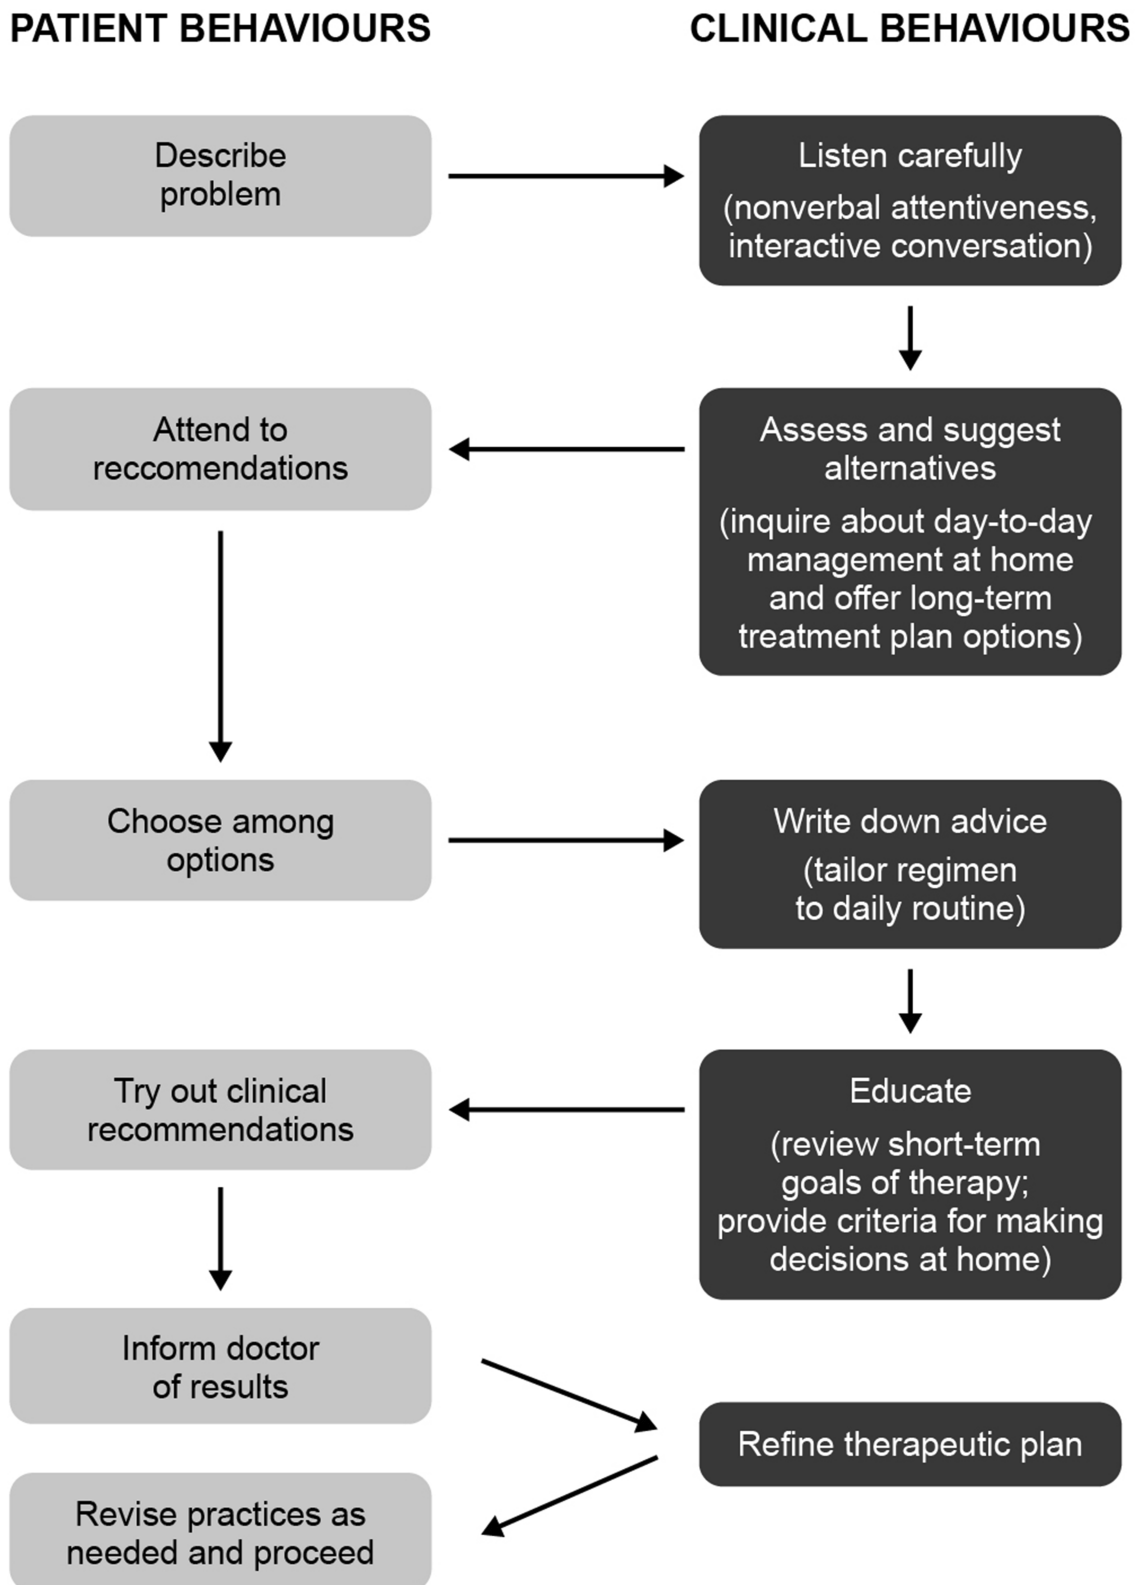 PATIENT BEHAVIOURS
CLINICAL BEHAVIOURS
Describe
problem
Listen carefully
(nonverbal attentiveness,
interactive conversation)
Attend to
reccomendations
Assess and suggest
alternatives
(inquire about day-to-day
management at home
and offer long-term
treatment plan options)
Choose among
options
Write down advice
(tailor regimen
to daily routine)
Try out clinical
recommendations
Educate
(review short-term
goals of therapy;
provide criteria for making
decisions at home)
Inform doctor
of results
Refine therapeutic plan
Revise practices as
needed and proceed